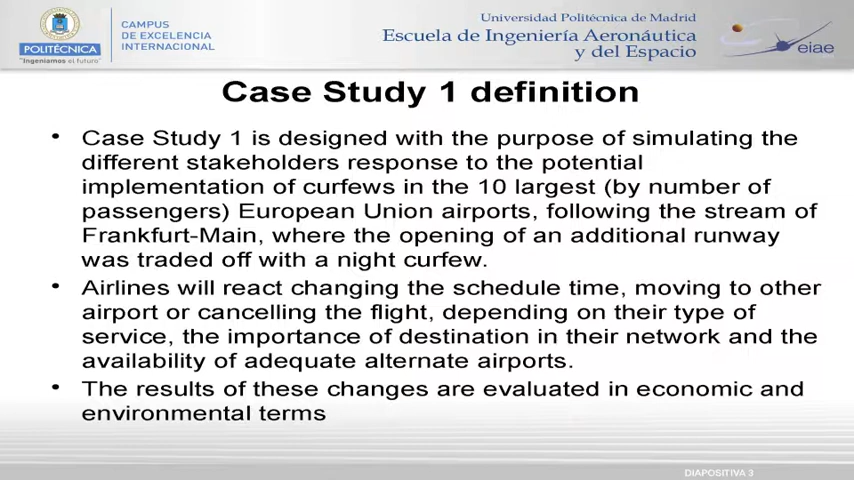 POLITÉCNICA
"Ingeniamos el futuro"
CAMPUS
DE EXCELENCIA
INTERNACIONAL
Universidad Politécnica de Madrid
Escuela de Ingeniería Aeronáutica
y del Espacio
eiae
Case Study 1 definition
• Case Study 1 is designed with the purpose of simulating the
different stakeholders response to the potential
implementation of curfews in the 10 largest (by number of
passengers) European Union airports, following the stream of
Frankfurt-Main, where the opening of an additional runway
was traded off with a night curfew.
• Airlines will react changing the schedule time, moving to other
airport or cancelling the flight, depending on their type of
service, the importance of destination in their network and the
availability of adequate alternate airports.
• The results of these changes are evaluated in economic and
environmental terms
DIAPOSITIVA 3